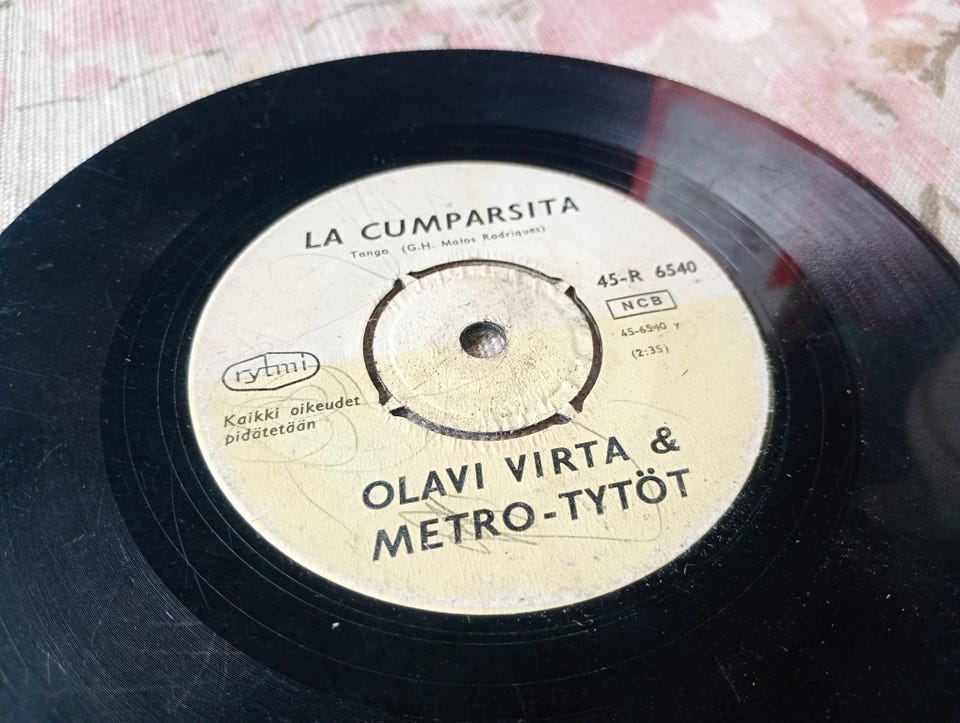 LA CUMPARSITA
Tango (G.H. Matos Rodriques)
45-R 6540
NCB
45-6540 Y
(2:35)
rytmi
Kaikki oikeudet
pidätetään
OLAVI VIRTA &
METRO-TYTÖT